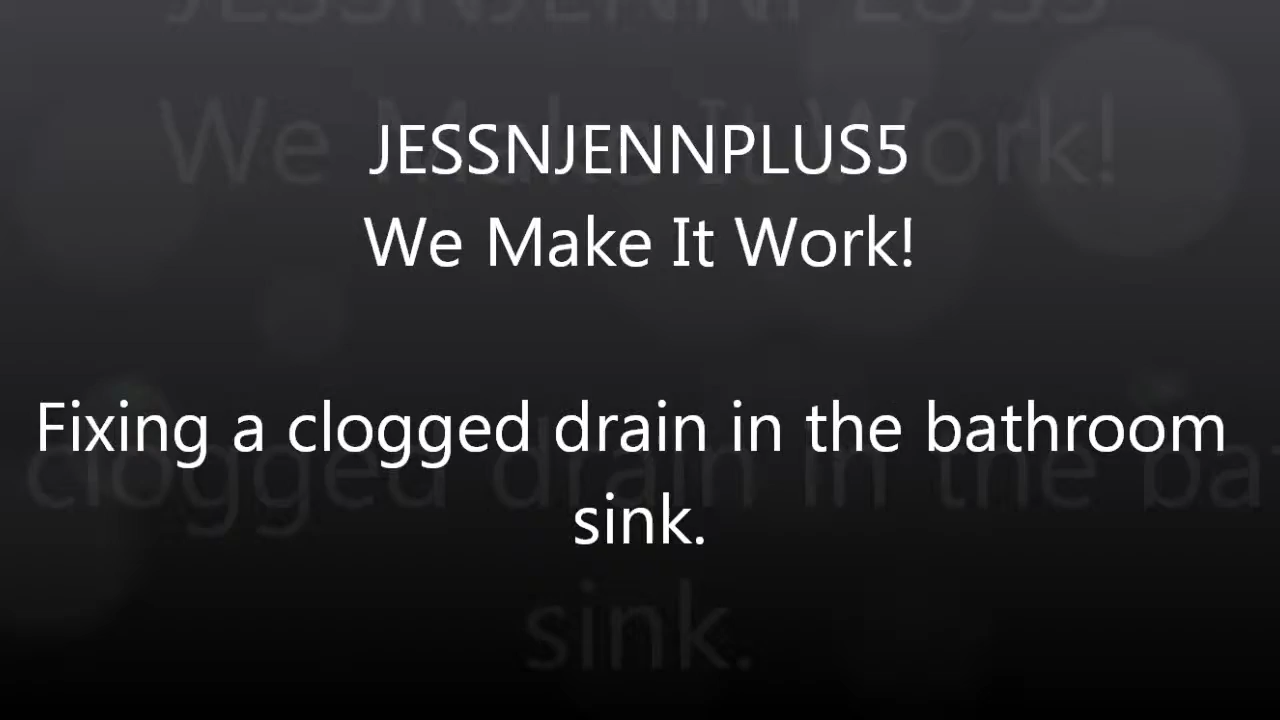 JESSNJENNPLUS5
We Make It Work!
Fixing a clogged drain in the bathroom
sink.